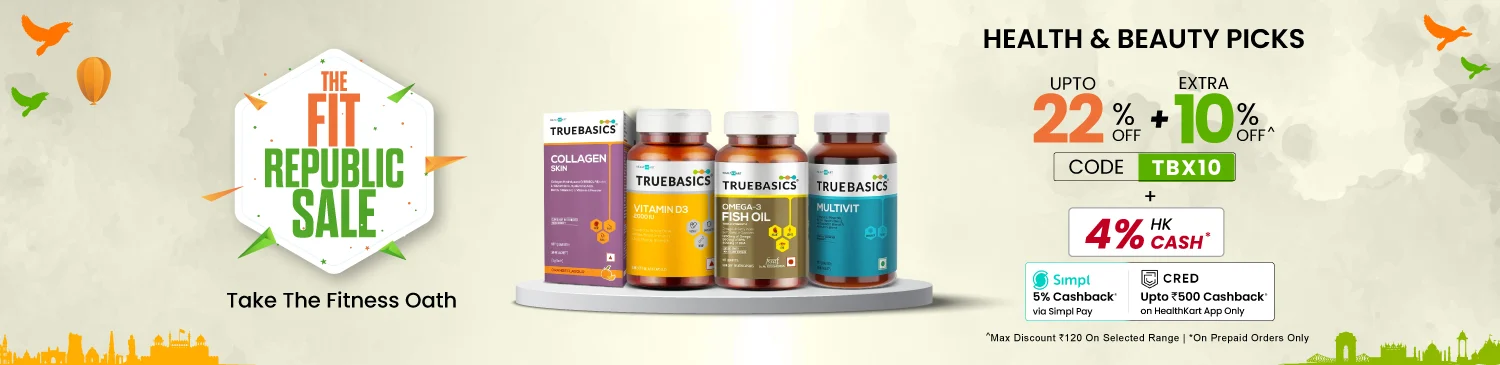 THE
FIT
REPUBLIC
SALE
Take The Fitness Oath
TRUEBASICS
COLLAGEN
SKIN
TRUEBASICS
VITAMIN D3
2000 IU
TRUEBASICS
OMEGA-3
FISH OIL
TRUEBASICS
MULTIVIT
HEALTH & BEAUTY PICKS
UPTO
22% OFF
+
EXTRA
10% OFF^
CODE TBX10
+
4% HK CASH*
Simpl
5% Cashback*
via Simpl Pay
CRED
Upto ₹500 Cashback*
on HealthKart App Only
^Max Discount ₹120 On Selected Range | *On Prepaid Orders Only